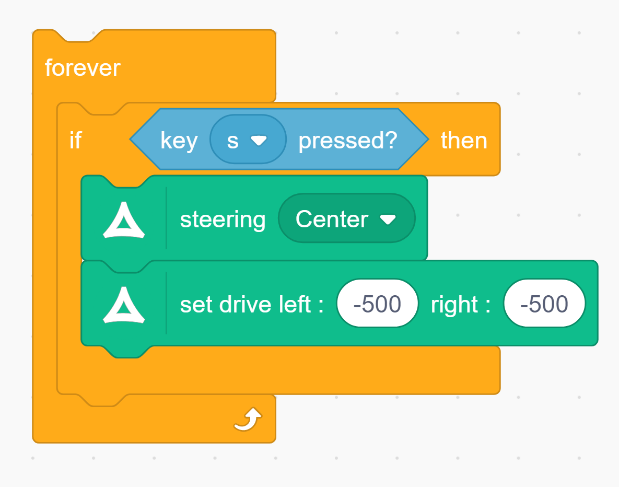 forever
if key s pressed? then
steering Center
set drive left : -500 right : -500